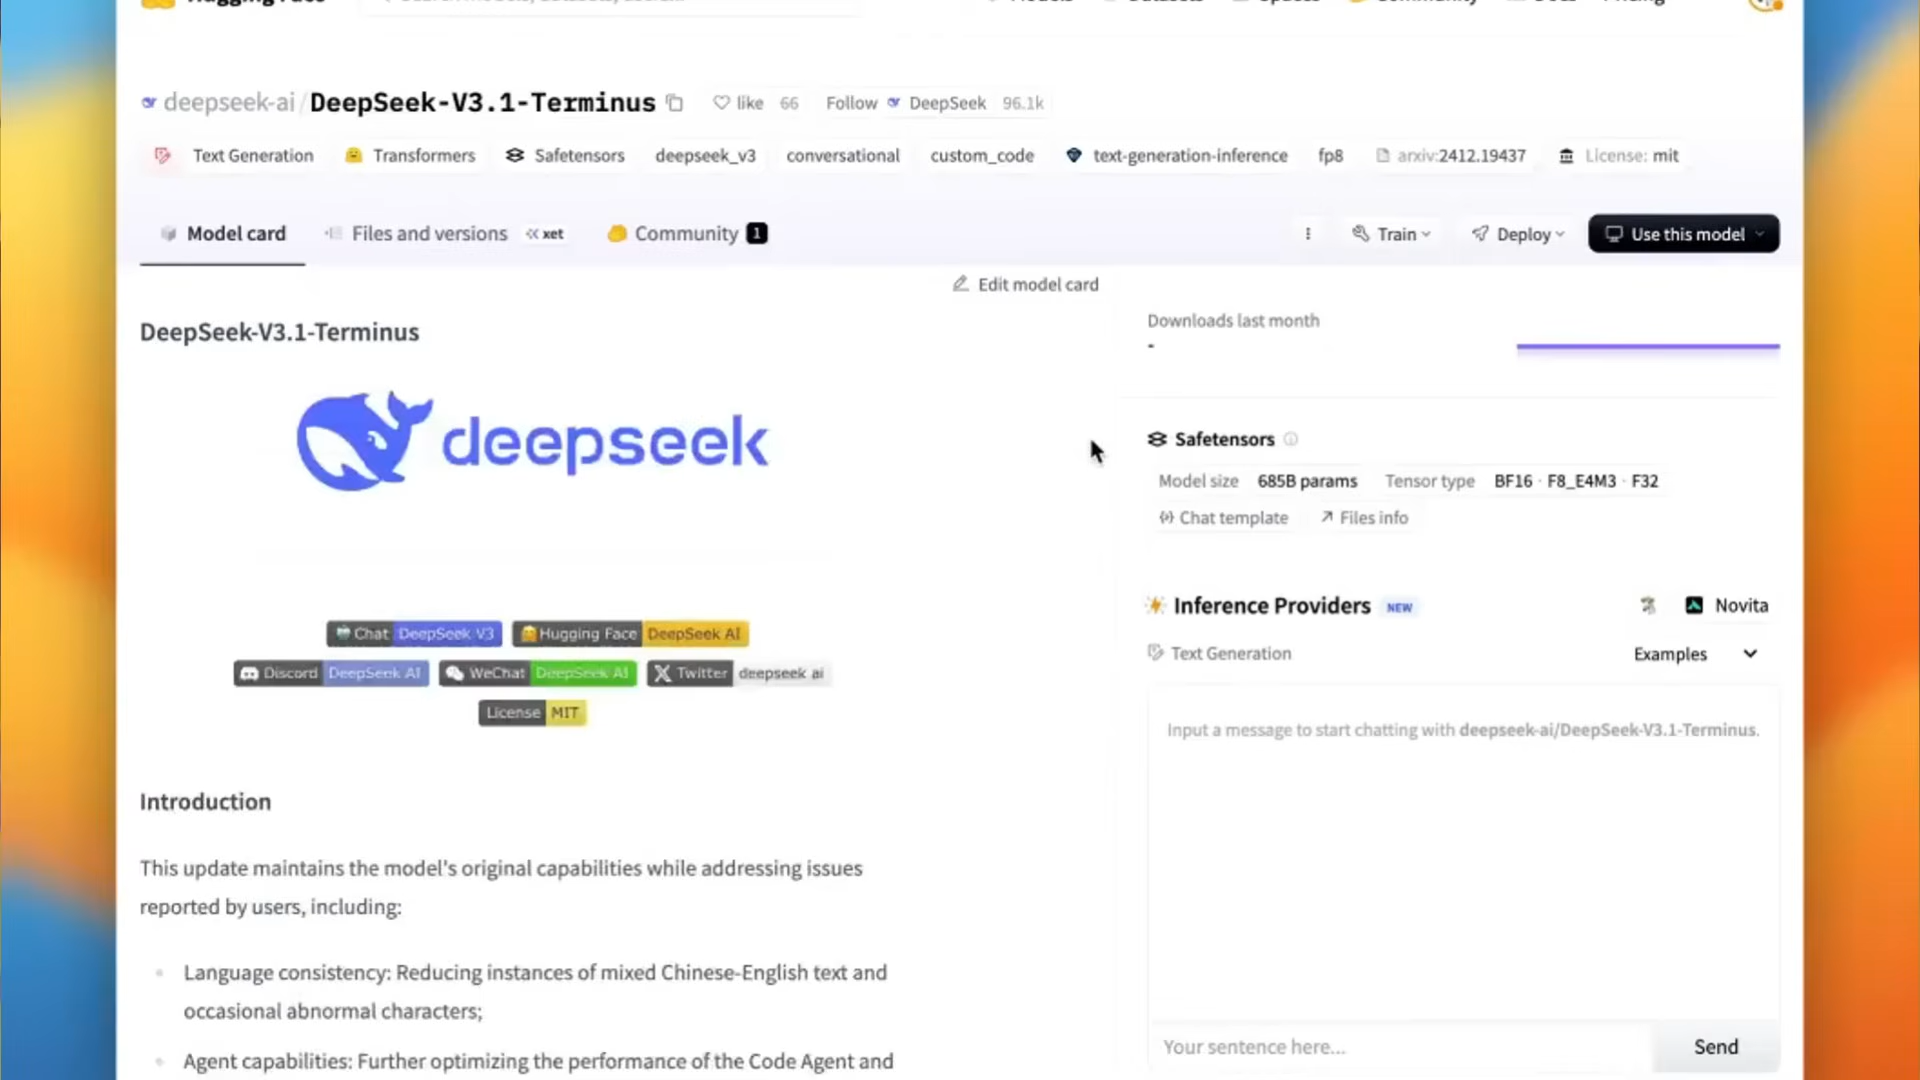 deepseek-ai/DeepSeek-V3.1-Terminus like 66 Follow DeepSeek 96.1k
Text Generation Transformers Safetensors deepseek_v3 conversational custom_code text-generation-inference fp8 arxiv:2412.19437 License: mit
Model card Files and versions xet Community 1 Train Deploy Use this model
Edit model card
DeepSeek-V3.1-Terminus
deepseek
Chat DeepSeek V3 Hugging Face DeepSeek AI
Discord DeepSeek AI WeChat DeepSeek AI Twitter deepseek ai
License MIT
Introduction
This update maintains the model's original capabilities while addressing issues
reported by users, including:
Language consistency: Reducing instances of mixed Chinese-English text and
occasional abnormal characters;
Agent capabilities: Further optimizing the performance of the Code Agent and
Downloads last month
-
Safetensors
Model size 685B params Tensor type BF16 · F8_E4M3 · F32
Chat template Files info
Inference Providers NEW Novita
Text Generation Examples
Input a message to start chatting with deepseek-ai/DeepSeek-V3.1-Terminus.
Your sentence here... Send